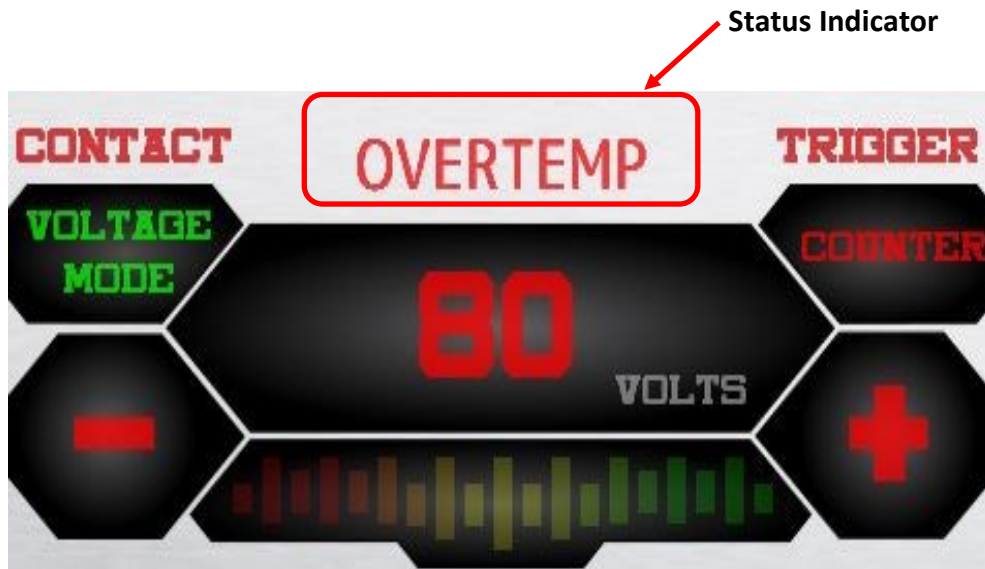 Status Indicator
CONTACT
OVERTEMP
TRIGGER
VOLTAGE
MODE
COUNTER
80
VOLTS
-
+